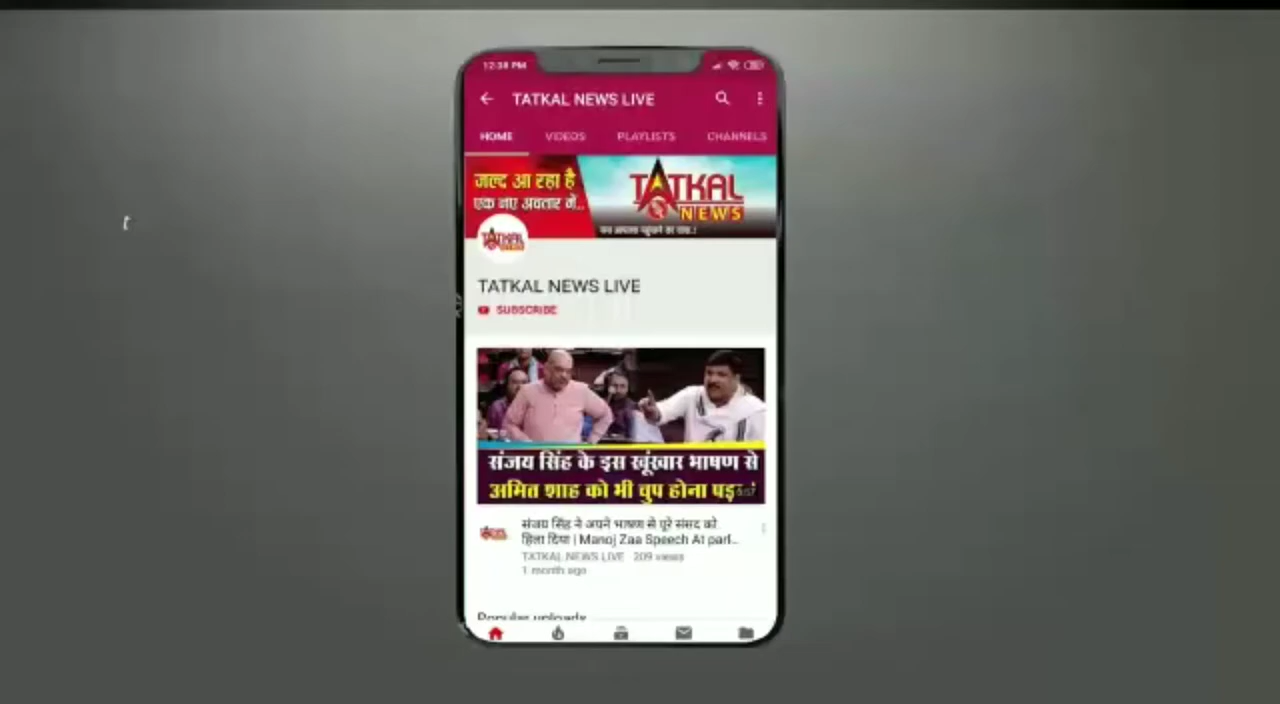 t
12:38 PM
TATKAL NEWS LIVE
HOME VIDEOS PLAYLISTS CHANNELS
जल्द आ रहा है
एक नए अवतार में..
TATKAL
NEWS
TATKAL
TATKAL NEWS LIVE
SUBSCRIBE
संजय सिंह के इस खूंखार भाषण से
अमित शाह को भी चुप होना पड़
संजय सिंह ने अपने भाषण से पूरे संसद को
हिला दिया | Manoj Zaa Speech At parl..
TATKAL NEWS LIVE 209 views
1 month ago
Popular uploads